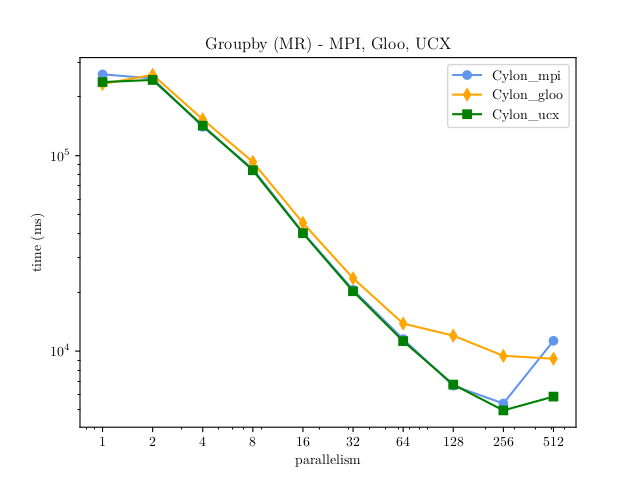 Groupby (MR) - MPI, Gloo, UCX
Cylon_mpi
Cylon_gloo
Cylon_ucx
time (ms)
10^5
10^4
1 2 4 8 16 32 64 128 256 512
parallelism